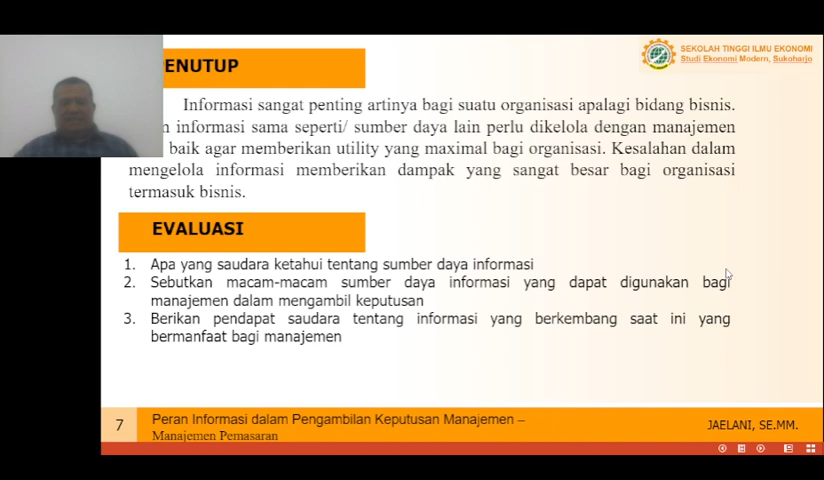 ENUTUP
SEKOLAH TINGGI ILMU EKONOMI
Studi Ekonomi Modern, Sukoharjo
Informasi sangat penting artinya bagi suatu organisasi apalagi bidang bisnis.
n informasi sama seperti/ sumber daya lain perlu dikelola dengan manajemen
baik agar memberikan utility yang maximal bagi organisasi. Kesalahan dalam
mengelola informasi memberikan dampak yang sangat besar bagi organisasi
termasuk bisnis.
EVALUASI
1. Apa yang saudara ketahui tentang sumber daya informasi
2. Sebutkan macam-macam sumber daya informasi yang dapat digunakan bagi
manajemen dalam mengambil keputusan
3. Berikan pendapat saudara tentang informasi yang berkembang saat ini yang
bermanfaat bagi manajemen
7
Peran Informasi dalam Pengambilan Keputusan Manajemen –
Manajemen Pemasaran
JAELANI, SE.MM.